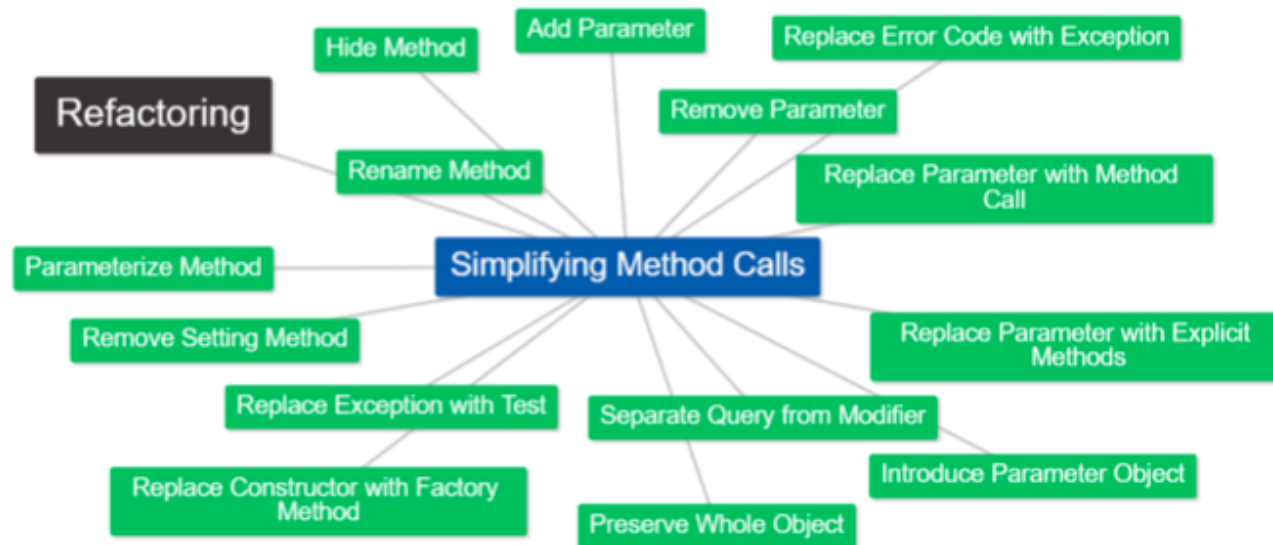 Add Parameter
Hide Method
Replace Error Code with Exception
Refactoring
Remove Parameter
Rename Method
Replace Parameter with Method
Call
Simplifying Method Calls
Parameterize Method
Remove Setting Method
Replace Parameter with Explicit
Methods
Replace Exception with Test
Separate Query from Modifier
Introduce Parameter Object
Replace Constructor with Factory
Method
Preserve Whole Object